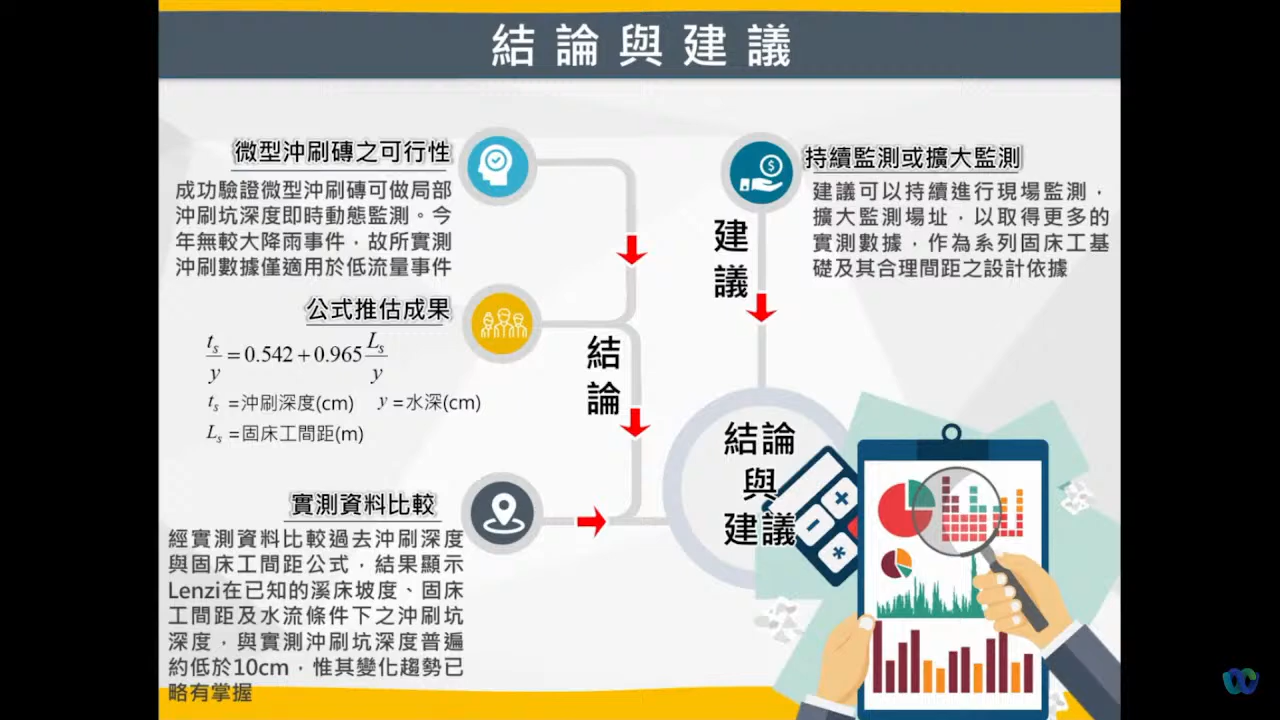 結論與建議
微型沖刷磚之可行性
成功驗證微型沖刷磚可做局部
沖刷坑深度即時動態監測。今
年無較大降雨事件，故所實測
沖刷數據僅適用於低流量事件
公式推估成果
t_s/y = 0.542 + 0.965 L_s/y
t_s =沖刷深度(cm) y =水深(cm)
L_s =固床工間距(m)
實測資料比較
經實測資料比較過去沖刷深度
與固床工間距公式，結果顯示
Lenzi在已知的溪床坡度、固床
工間距及水流條件下之沖刷坑
深度，與實測沖刷坑深度普遍
約低於10cm，惟其變化趨勢已
略有掌握
結
論
持續監測或擴大監測
建議可以持續進行現場監測，
擴大監測場址，以取得更多的
實測數據，作為系列固床工基
礎及其合理間距之設計依據
建
議
結論
與
建議